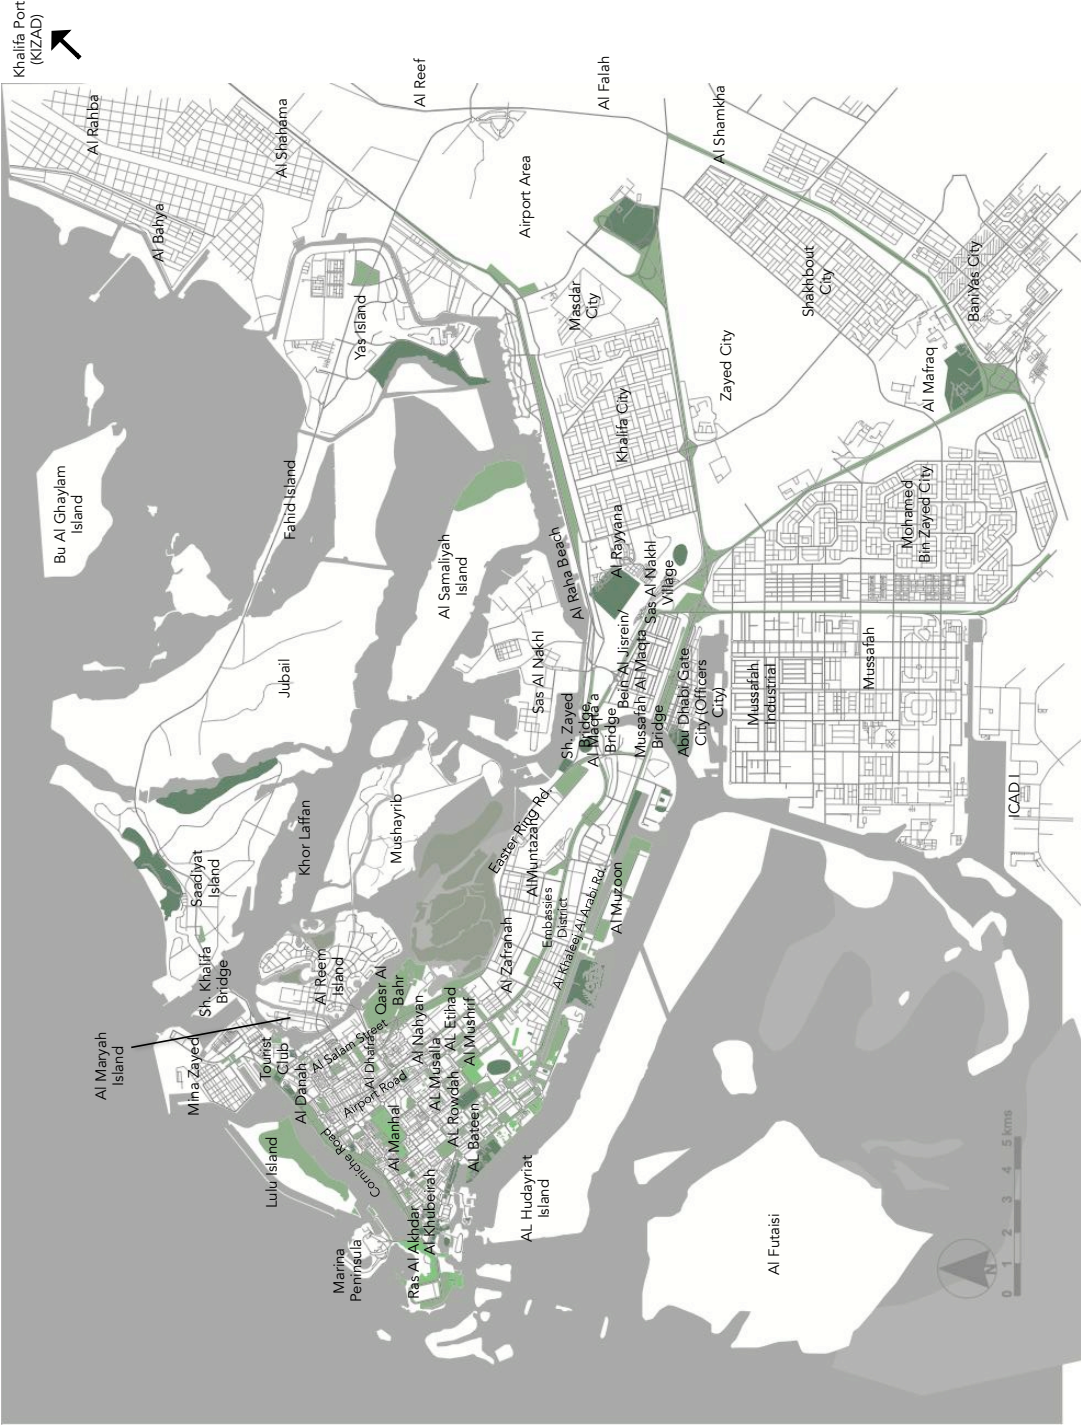 Khalifa Port
(KIZAD)
Al Rahba
Al Shahama
Al Reef
Al Falah
Al Shamkha
Al Bahya
Airport Area
Yas Island
Masdar
City
Shakhbout
City
BaniYas City
Zayed City
Al Mafraq
Khalifa City
Bu Al Ghaylam
Island
Fahid Island
Al Samaliyah
Island
Al Raha Beach
Al Rayyana
Sas Al Nakhl
Village
Mohamed
Bin Zayed City
Jubail
Sas Al Nakhl
Bein Al Jisrein/
Al Maqta
Sh. Zayed
Bridge
Al Maqta'a
Bridge
Mussafah
Bridge
Abu Dhabi Gate
City (Officers
City)
Mussafah
Industrial
Mussafah
ICAD I
Khor Laffan
Mushayrib
Saadiyat
Island
Easter Ring Rd.
AlMuntazah
Embassies
District
Al Khaleej Al Arabi Rd.
Al Muzoon
Al Zafranah
Sh. Khalifa
Bridge
Al Reem
Island
Qasr Al
Bahr
Al Maryah
Island
Mina Zayed
Tourist
Club
Al Danah
Al Salam Street
Al Dhafra
Airport Road
Al Nahyan
AL Etihad
Al Mushrif
AL Musalla
AL Rowdah
AL Bateen
Al Manhal
Corniche Road
Lulu Island
Al Khubeirah
Ras Al Akhdar
Marina
Peninsula
AL Hudayriat
Island
Al Futaisi
N
0 1 2 3 4 5 kms